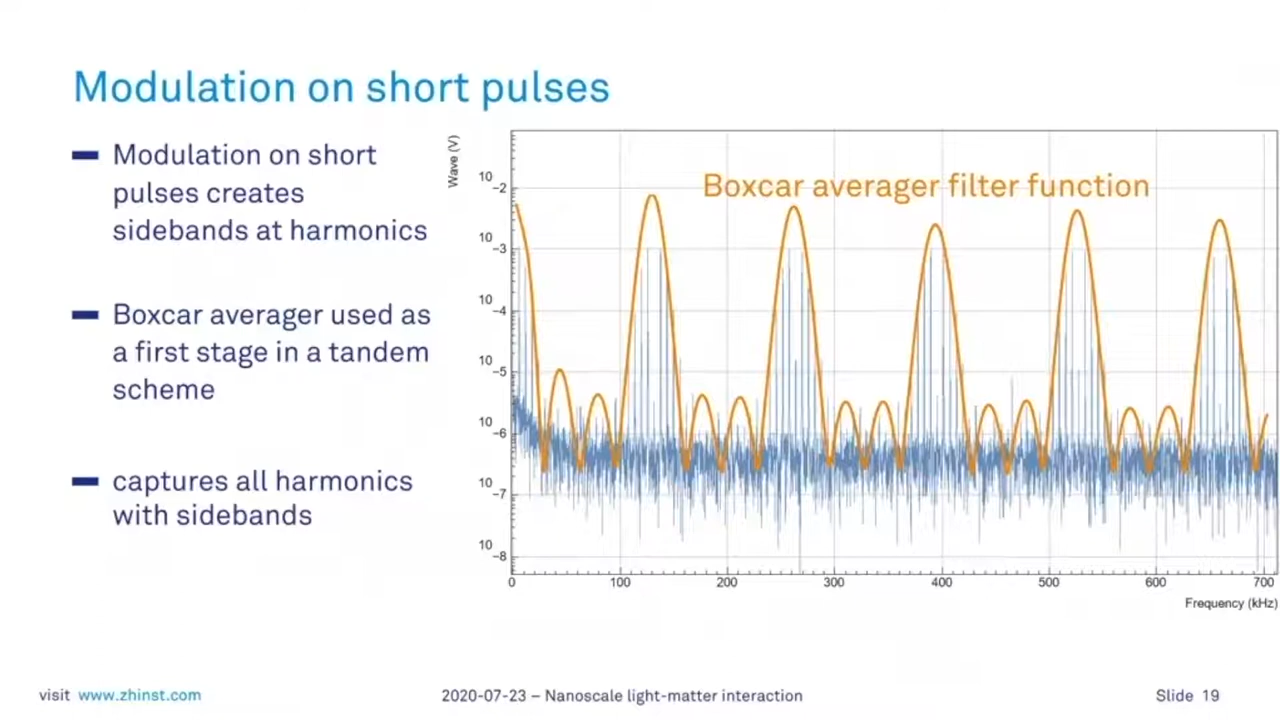 Modulation on short pulses
Modulation on short
pulses creates
sidebands at harmonics
Boxcar averager used as
a first stage in a tandem
scheme
captures all harmonics
with sidebands
Wave (V)
Boxcar averager filter function
10 -2
10 -3
10 -4
10 -5
10 -6
10 -7
10 -8
0 100 200 300 400 500 600 700
Frequency (kHz)
visit www.zhinst.com
2020-07-23 – Nanoscale light-matter interaction
Slide 19